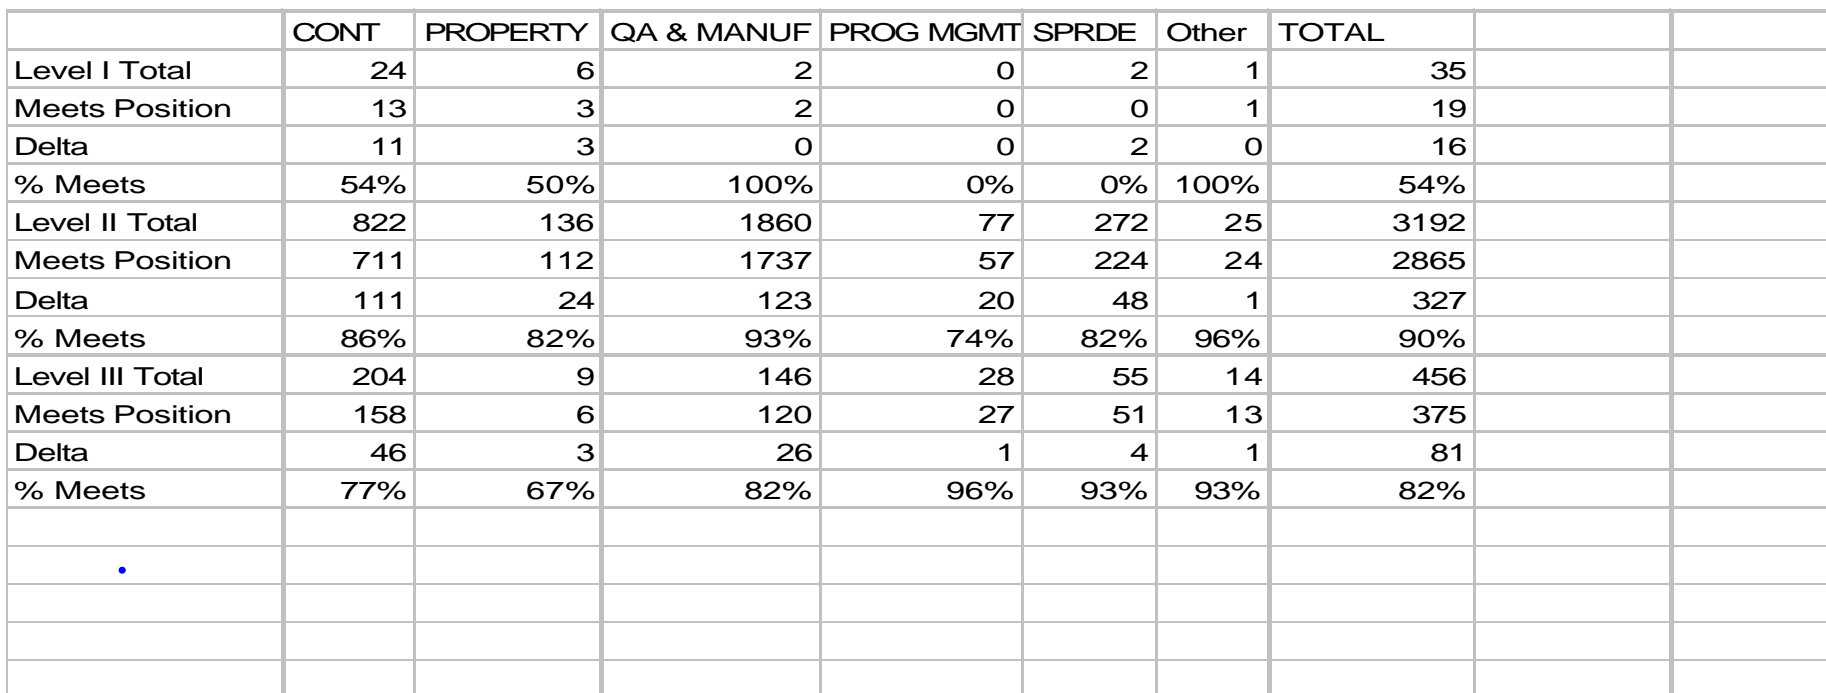 CONT PROPERTY QA & MANUF PROG MGMT SPRDE Other TOTAL
Level I Total 24 6 2 0 2 1 35
Meets Position 13 3 2 0 0 1 19
Delta 11 3 0 0 2 0 16
% Meets 54% 50% 100% 0% 0% 100% 54%
Level II Total 822 136 1860 77 272 25 3192
Meets Position 711 112 1737 57 224 24 2865
Delta 111 24 123 20 48 1 327
% Meets 86% 82% 93% 74% 82% 96% 90%
Level III Total 204 9 146 28 55 14 456
Meets Position 158 6 120 27 51 13 375
Delta 46 3 26 1 4 1 81
% Meets 77% 67% 82% 96% 93% 93% 82%